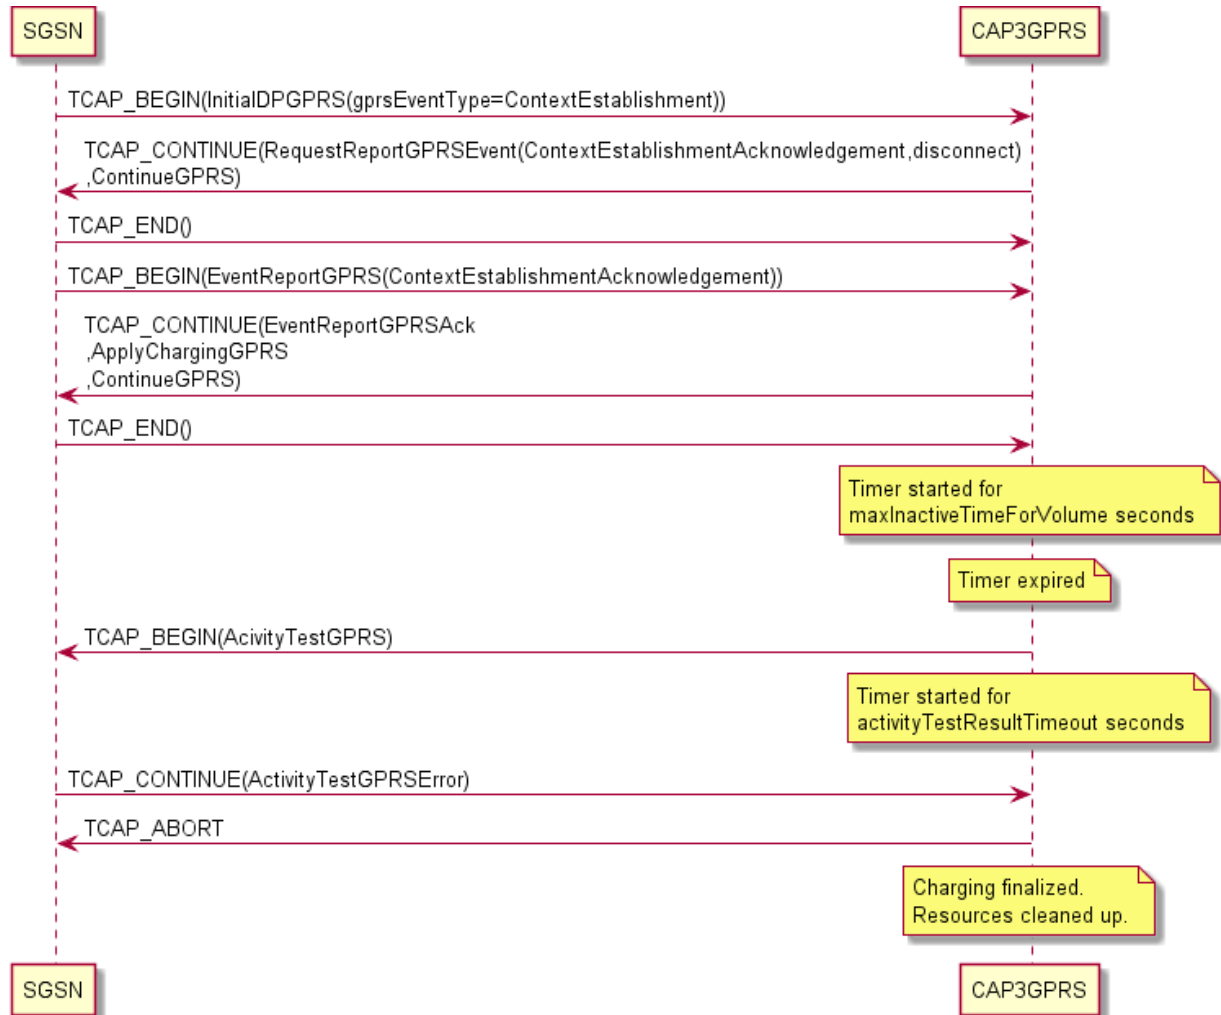 SGSN
CAP3GPRS
TCAP_BEGIN(InitialDPGPRS(gprsEventType=ContextEstablishment))
TCAP_CONTINUE(RequestReportGPRSEvent(ContextEstablishmentAcknowledgement,disconnect)
,ContinueGPRS)
TCAP_END()
TCAP_BEGIN(EventReportGPRS(ContextEstablishmentAcknowledgement))
TCAP_CONTINUE(EventReportGPRSAck
,ApplyChargingGPRS
,ContinueGPRS)
TCAP_END()
Timer started for
maxInactiveTimeForVolume seconds
Timer expired
TCAP_BEGIN(AcivityTestGPRS)
Timer started for
activityTestResultTimeout seconds
TCAP_CONTINUE(ActivityTestGPRSError)
TCAP_ABORT
Charging finalized.
Resources cleaned up.
SGSN
CAP3GPRS